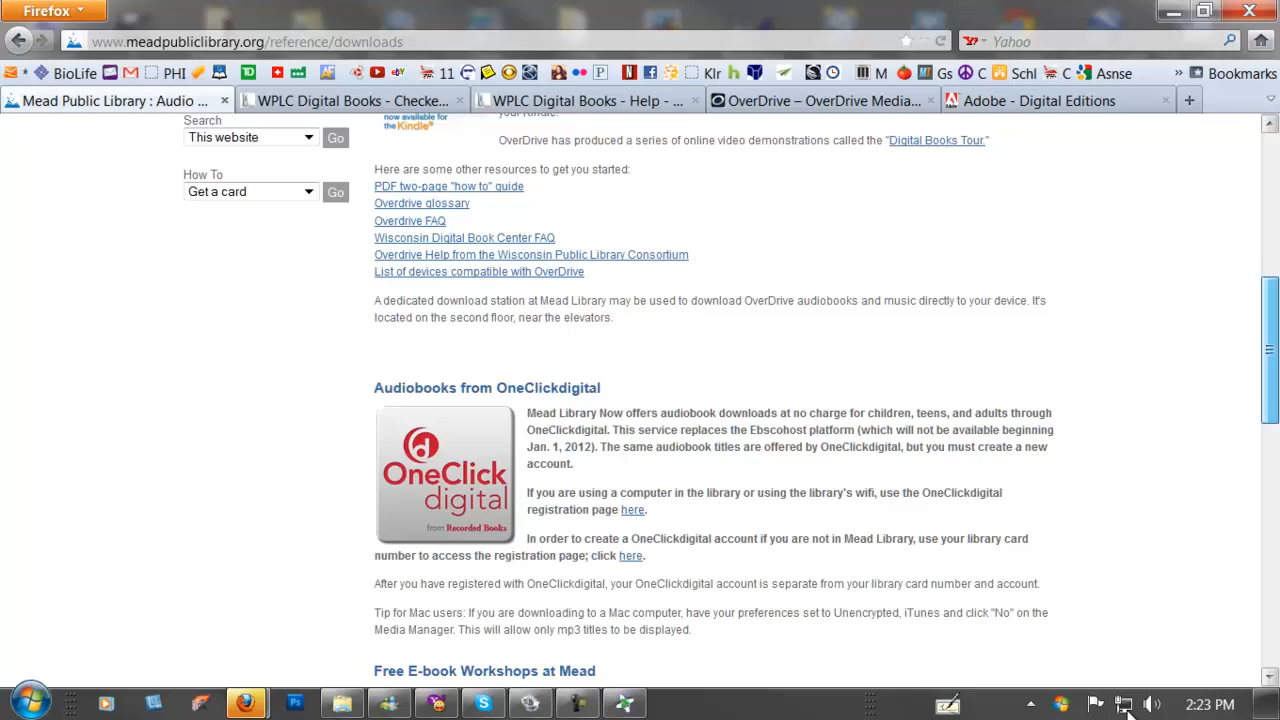 Firefox
www.meadpubliclibrary.org/reference/downloads
Yahoo
BioLife
PHI
11
Klr
M
Gs
C
Schl
C
Asnse
Bookmarks
Mead Public Library : Audio ...
WPLC Digital Books - Checke...
WPLC Digital Books - Help - ...
OverDrive – OverDrive Media...
Adobe - Digital Editions
Search
This website
Go
How To
Get a card
Go
now available
for the Kindle
your Kindle.
OverDrive has produced a series of online video demonstrations called the "Digital Books Tour."
Here are some other resources to get you started:
PDF two-page "how to" guide
Overdrive glossary
Overdrive FAQ
Wisconsin Digital Book Center FAQ
Overdrive Help from the Wisconsin Public Library Consortium
List of devices compatible with OverDrive
A dedicated download station at Mead Library may be used to download OverDrive audiobooks and music directly to your device. It's
located on the second floor, near the elevators.
Audiobooks from OneClickdigital
OneClick
digital
from Recorded Books
Mead Library Now offers audiobook downloads at no charge for children, teens, and adults through
OneClickdigital. This service replaces the Ebscohost platform (which will not be available beginning
Jan. 1, 2012). The same audiobook titles are offered by OneClickdigital, but you must create a new
account.
If you are using a computer in the library or using the library's wifi, use the OneClickdigital
registration page here.
In order to create a OneClickdigital account if you are not in Mead Library, use your library card
number to access the registration page; click here.
After you have registered with OneClickdigital, your OneClickdigital account is separate from your library card number and account.
Tip for Mac users: If you are downloading to a Mac computer, have your preferences set to Unencrypted, iTunes and click "No" on the
Media Manager. This will allow only mp3 titles to be displayed.
Free E-book Workshops at Mead
2:23 PM